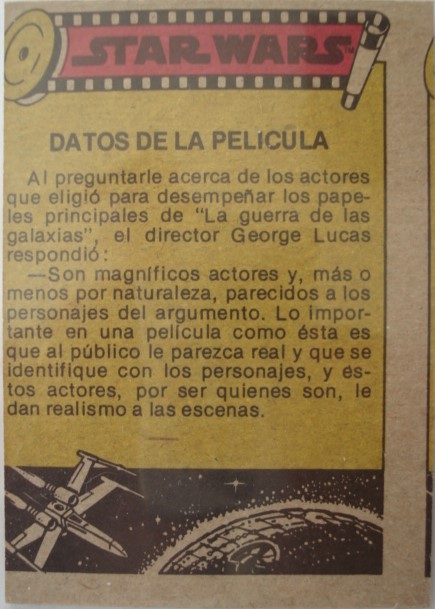 STAR WARS™
DATOS DE LA PELICULA
Al preguntarle acerca de los actores
que eligió para desempeñar los pape-
les principales de “La guerra de las
galaxias”, el director George Lucas
respondió:
—Son magníficos actores y, más o
menos por naturaleza, parecidos a los
personajes del argumento. Lo impor-
tante en una película como ésta es
que al público le parezca real y que se
identifique con los personajes, y és-
tos actores, por ser quienes son, le
dan realismo a las escenas.